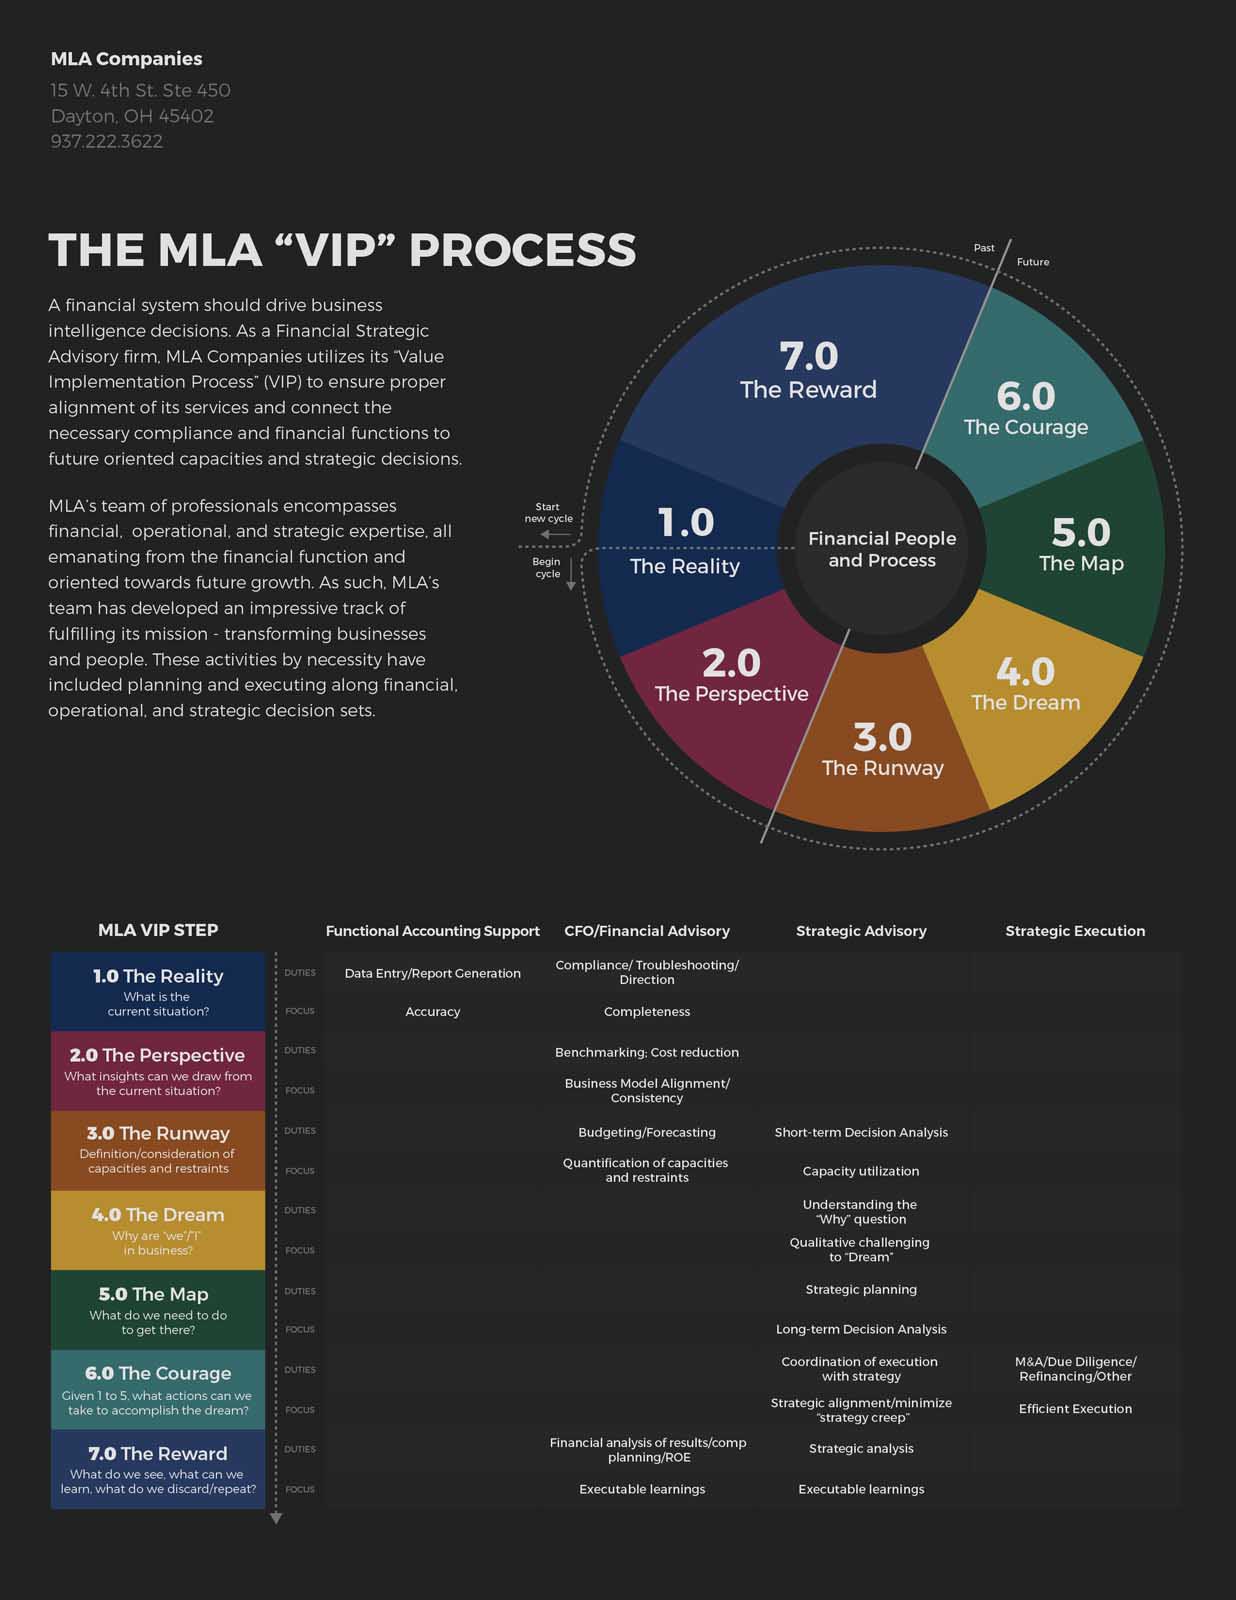 MLA Companies
15 W. 4th St. Ste 450
Dayton, OH 45402
937.222.3622
THE MLA “VIP” PROCESS
A financial system should drive business
intelligence decisions. As a Financial Strategic
Advisory firm, MLA Companies utilizes its “Value
Implementation Process” (VIP) to ensure proper
alignment of its services and connect the
necessary compliance and financial functions to
future oriented capacities and strategic decisions.
MLA’s team of professionals encompasses
financial, operational, and strategic expertise, all
emanating from the financial function and
oriented towards future growth. As such, MLA’s
team has developed an impressive track of
fulfilling its mission - transforming businesses
and people. These activities by necessity have
included planning and executing along financial,
operational, and strategic decision sets.
Past
Future
7.0
The Reward
6.0
The Courage
Start
new cycle
1.0
The Reality
Begin
cycle
Financial People
and Process
5.0
The Map
2.0
The Perspective
4.0
The Dream
3.0
The Runway
MLA VIP STEP
Functional Accounting Support
CFO/Financial Advisory
Strategic Advisory
Strategic Execution
1.0 The Reality
What is the
current situation?
DUTIES
Data Entry/Report Generation
Compliance/ Troubleshooting/
Direction
FOCUS
Accuracy
Completeness
2.0 The Perspective
What insights can we draw from
the current situation?
DUTIES
Benchmarking; Cost reduction
FOCUS
Business Model Alignment/
Consistency
3.0 The Runway
Definition/consideration of
capacities and restraints
DUTIES
Budgeting/Forecasting
Short-term Decision Analysis
FOCUS
Quantification of capacities
and restraints
Capacity utilization
4.0 The Dream
Why are “we”/”I”
in business?
DUTIES
Understanding the
“Why” question
FOCUS
Qualitative challenging
to “Dream”
5.0 The Map
What do we need to do
to get there?
DUTIES
Strategic planning
FOCUS
Long-term Decision Analysis
6.0 The Courage
Given 1 to 5, what actions can we
take to accomplish the dream?
DUTIES
Coordination of execution
with strategy
M&A/Due Diligence/
Refinancing/Other
FOCUS
Strategic alignment/minimize
“strategy creep”
Efficient Execution
7.0 The Reward
What do we see, what can we
learn, what do we discard/repeat?
DUTIES
Financial analysis of results/comp
planning/ROE
Strategic analysis
FOCUS
Executable learnings
Executable learnings